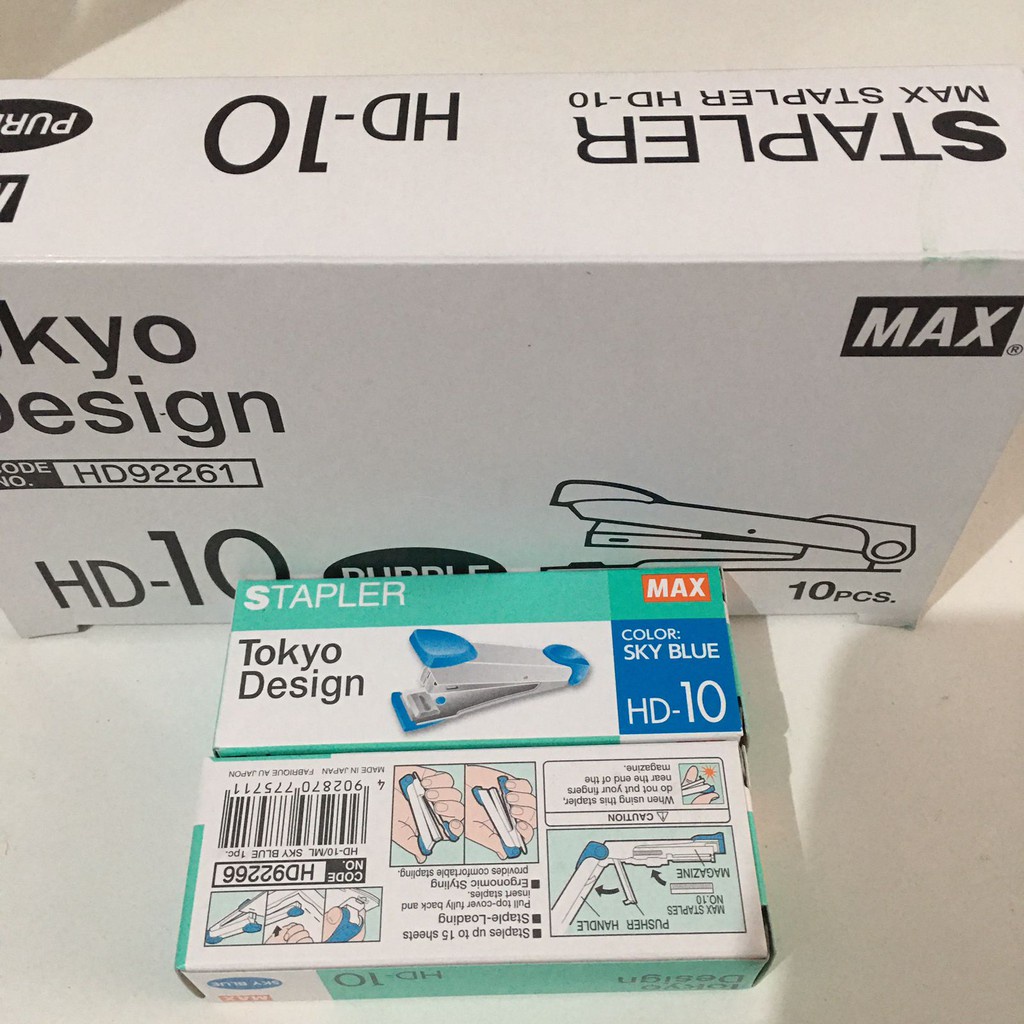 STAPLER
MAX STAPLER HD-10
HD-10
PUR
okyo
Design
MAX®
CODE NO. HD92261
HD-10
PURPLE
10PCS.
STAPLER
MAX
Tokyo
Design
COLOR:
SKY BLUE
HD-10
MAX STAPLES
NO.10
PUSHER HANDLE
MAGAZINE
⚠ CAUTION
When using this stapler,
do not put your fingers
near the end of the
magazine.
■ Staples up to 15 sheets
■ Staple-Loading
Pull top-cover fully back and
insert staples.
■ Ergonomic Styling
provides comfortable stapling.
CODE NO. HD92266
HD-10/ML SKY BLUE 1pc.
4 902870 775711
MADE IN JAPAN FABRIQUE AU JAPON
Tokyo
Design
HD-10
SKY BLUE
MAX